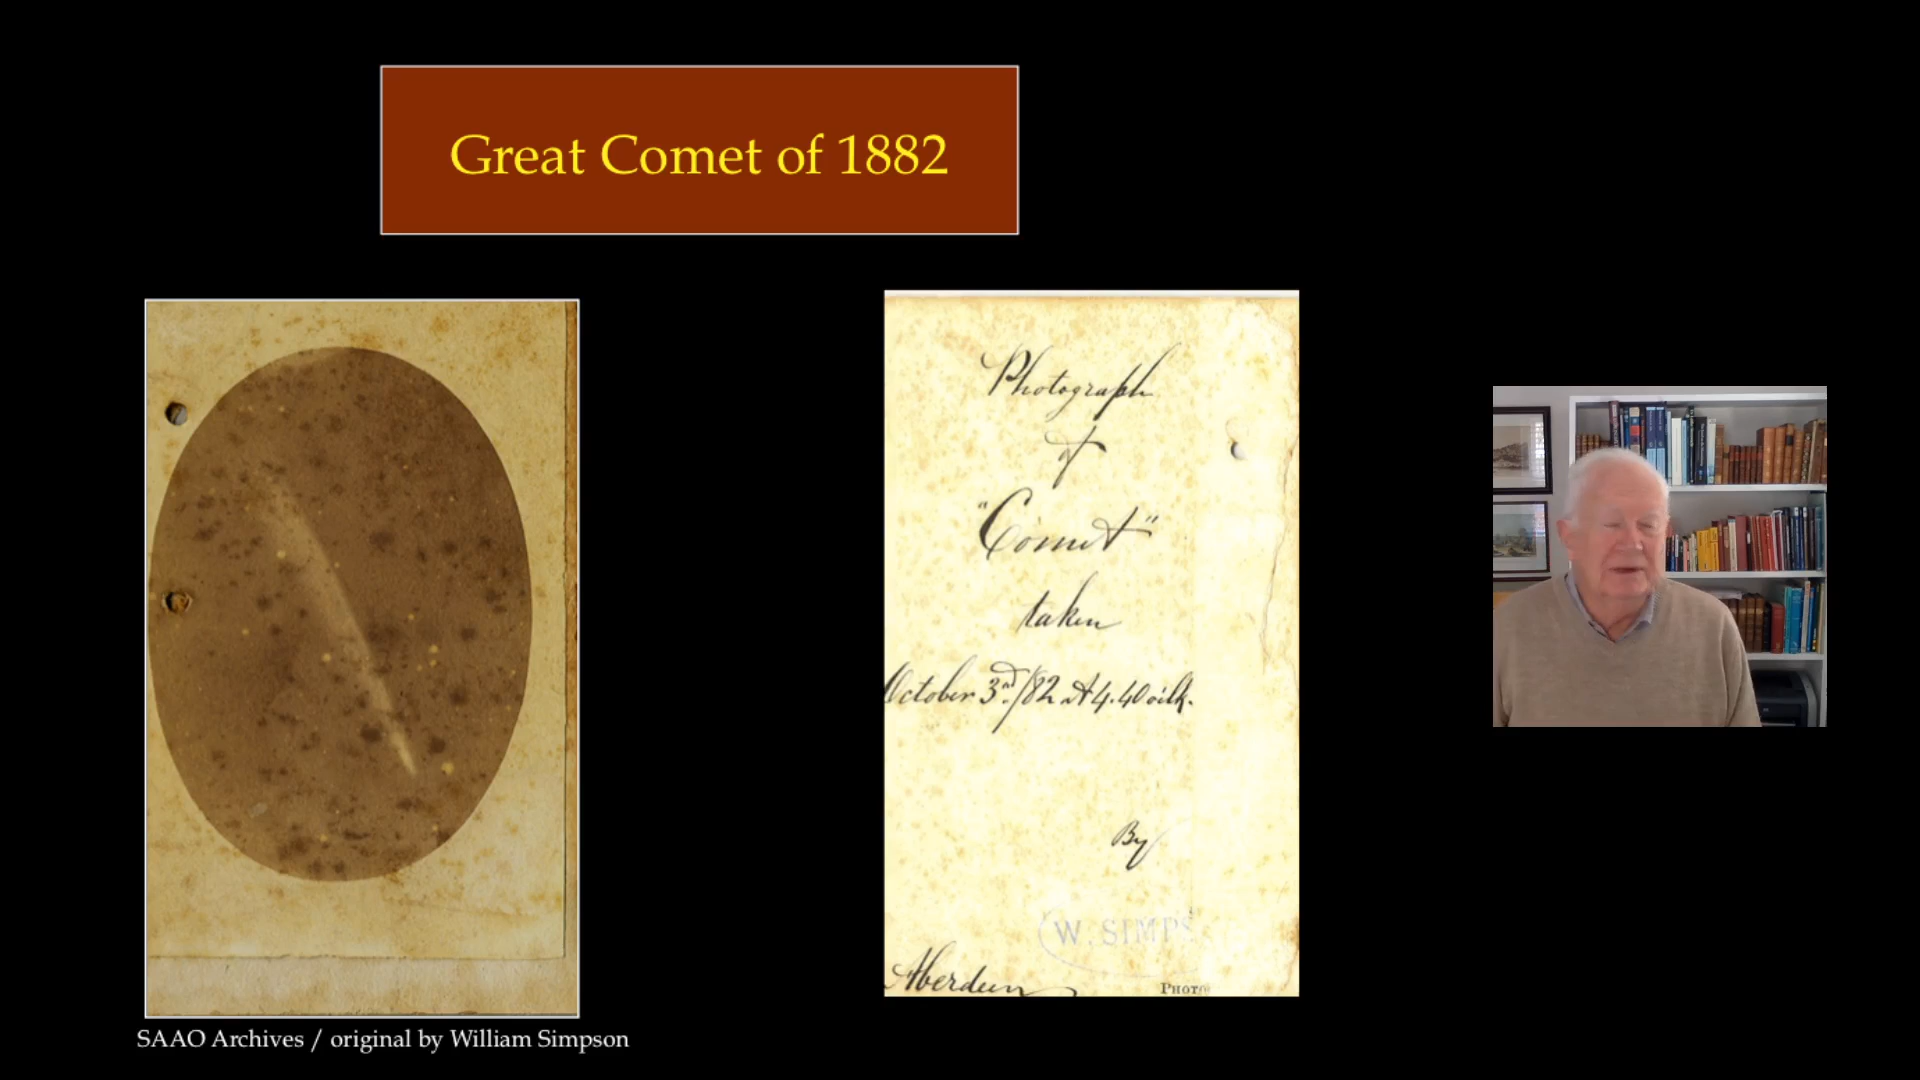 Great Comet of 1882
Photograph
of
"Comet"
taken
October 3rd/82 At 4.40 oclk.
By
W. SIMPS
Aberdeen
PHOTO
SAAO Archives / original by William Simpson